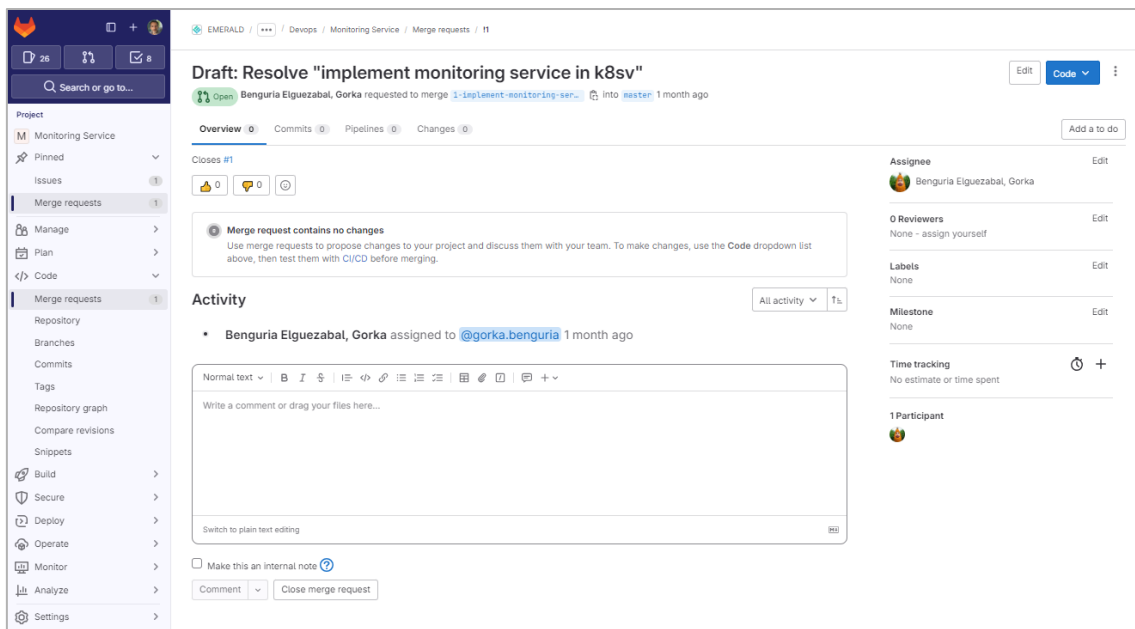 26
8
Search or go to...
Project
M Monitoring Service
Pinned
Issues 1
Merge requests 1
Manage
Plan
Code
Merge requests 1
Repository
Branches
Commits
Tags
Repository graph
Compare revisions
Snippets
Build
Secure
Deploy
Operate
Monitor
Analyze
Settings
EMERALD / ... / Devops / Monitoring Service / Merge requests / !1
Draft: Resolve "implement monitoring service in k8sv"
Edit Code
Open Benguria Elguezabal, Gorka requested to merge 1-implement-monitoring-ser… into master 1 month ago
Overview 0 Commits 0 Pipelines 0 Changes 0
Add a to do
Closes #1
0 0
Merge request contains no changes
Use merge requests to propose changes to your project and discuss them with your team. To make changes, use the Code dropdown list
above, then test them with CI/CD before merging.
Activity
All activity
Benguria Elguezabal, Gorka assigned to @gorka.benguria 1 month ago
Normal text B I S
Write a comment or drag your files here...
Switch to plain text editing
Make this an internal note ?
Comment Close merge request
Assignee Edit
Benguria Elguezabal, Gorka
0 Reviewers Edit
None - assign yourself
Labels Edit
None
Milestone Edit
None
Time tracking
No estimate or time spent
1 Participant